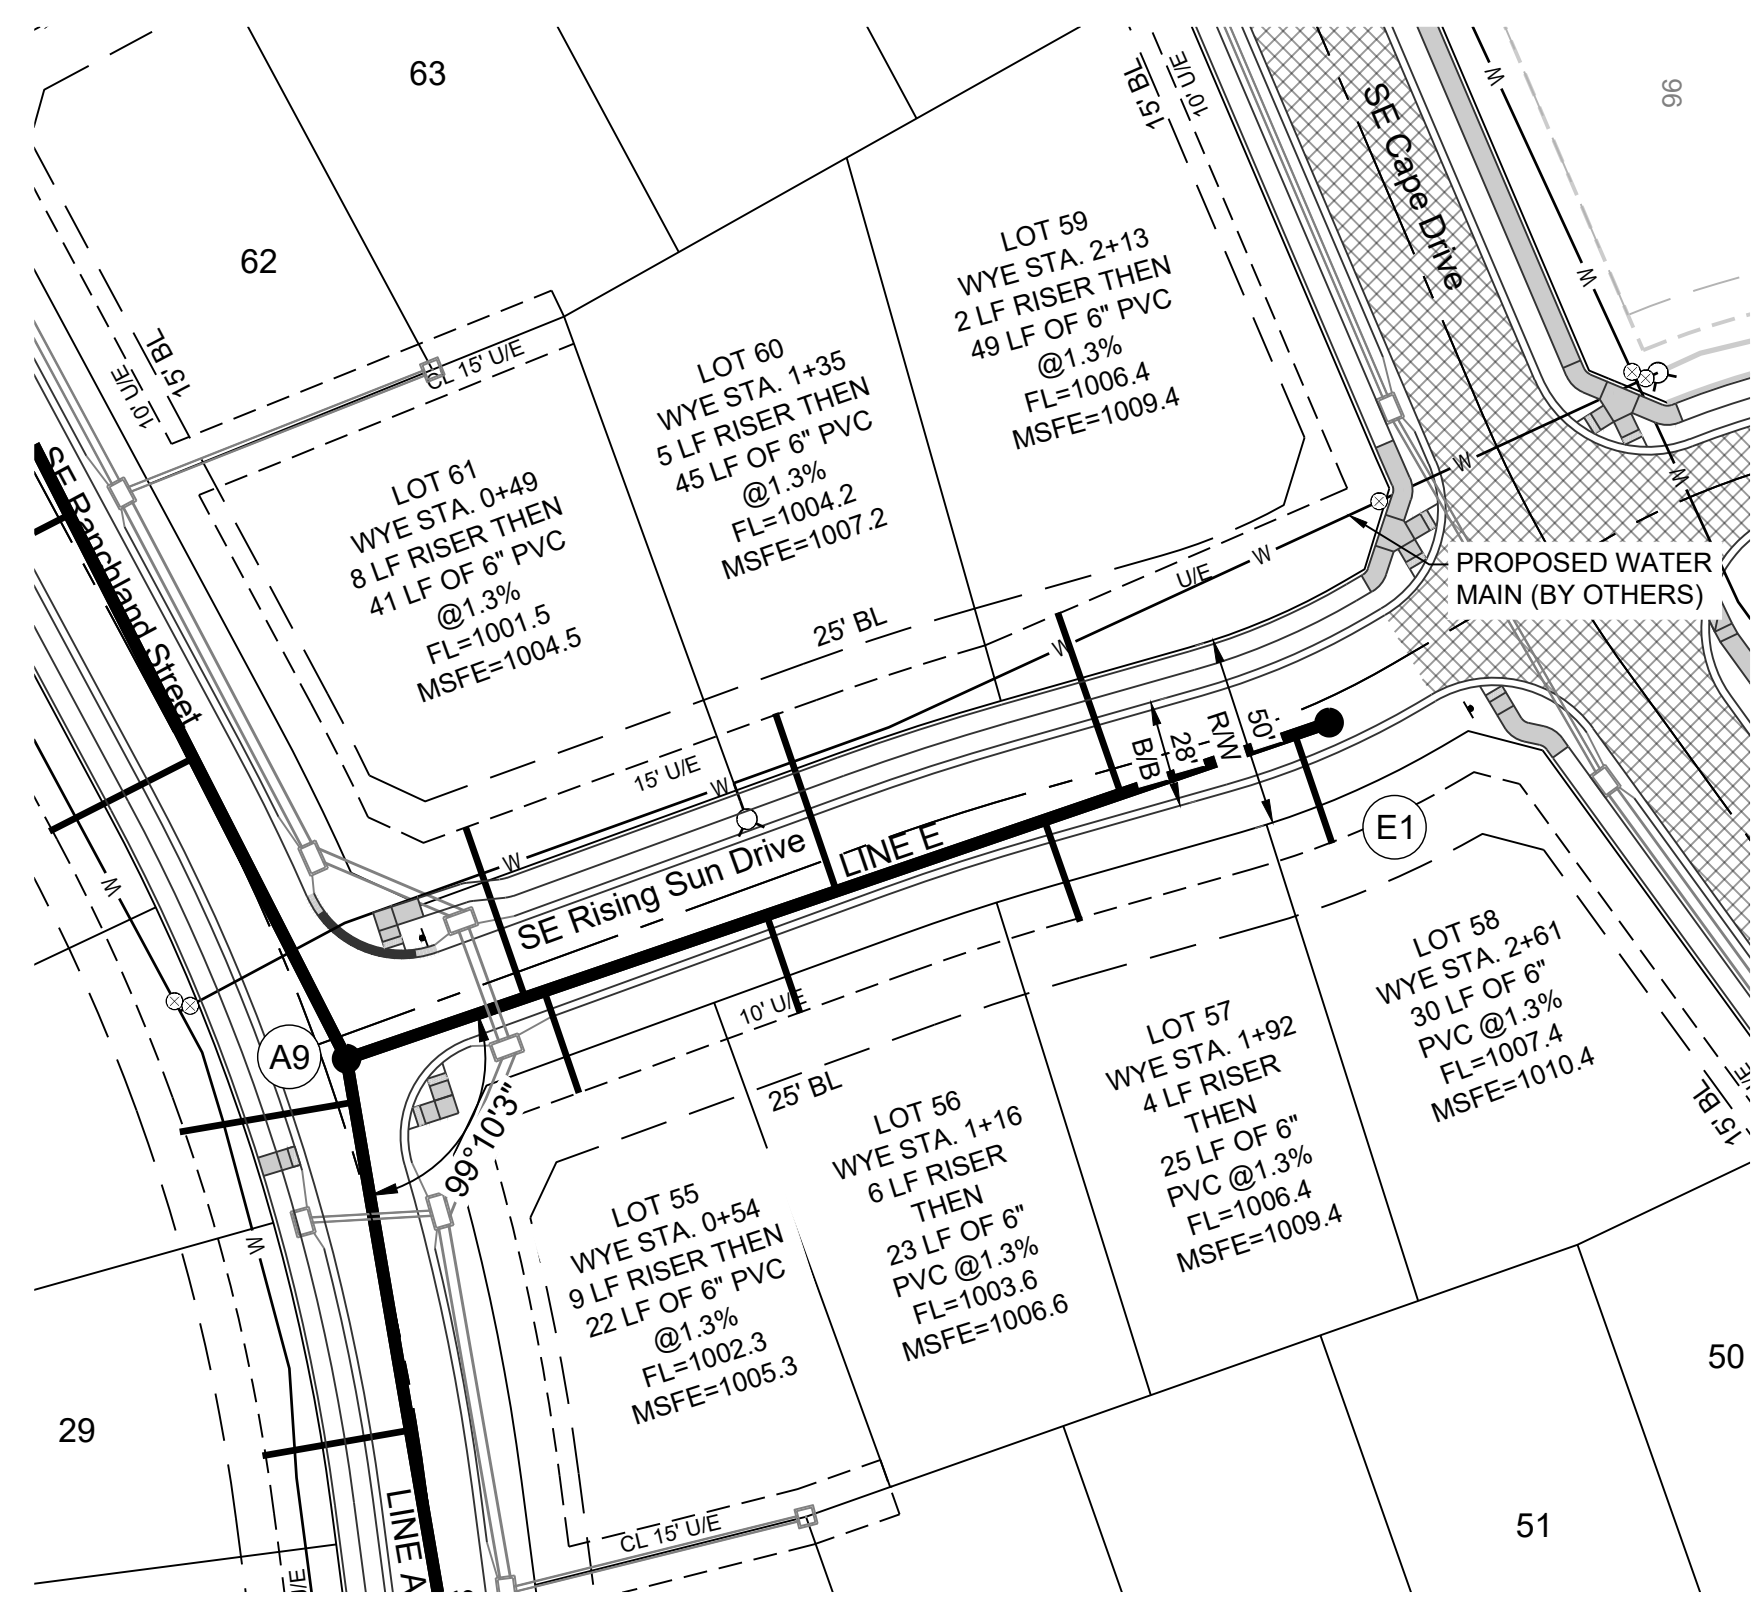 63
62
96
15' BL
10' U/E
SE Cape Drive
W
W
15' BL
10' U/E
CL 15' U/E
LOT 59
WYE STA. 2+13
2 LF RISER THEN
49 LF OF 6" PVC
@1.3%
FL=1006.4
MSFE=1009.4
LOT 60
WYE STA. 1+35
5 LF RISER THEN
45 LF OF 6" PVC
@1.3%
FL=1004.2
MSFE=1007.2
LOT 61
WYE STA. 0+49
8 LF RISER THEN
41 LF OF 6" PVC
@1.3%
FL=1001.5
MSFE=1004.5
SE Ranchland Street
W
W
W
U/E
PROPOSED WATER
MAIN (BY OTHERS)
25' BL
W
15' U/E
W
W
W
50'
R/W
28'
B/B
LINE E
SE Rising Sun Drive
E1
A9
99°10'3"
10' U/E
25' BL
LOT 58
WYE STA. 2+61
30 LF OF 6"
PVC @1.3%
FL=1007.4
MSFE=1010.4
LOT 57
WYE STA. 1+92
4 LF RISER
THEN
25 LF OF 6"
PVC @1.3%
FL=1006.4
MSFE=1009.4
LOT 56
WYE STA. 1+16
6 LF RISER
THEN
23 LF OF 6"
PVC @1.3%
FL=1003.6
MSFE=1006.6
LOT 55
WYE STA. 0+54
9 LF RISER THEN
22 LF OF 6" PVC
@1.3%
FL=1002.3
MSFE=1005.3
15' BL
W
29
50
51
LINE A
CL 15' U/E
U/E